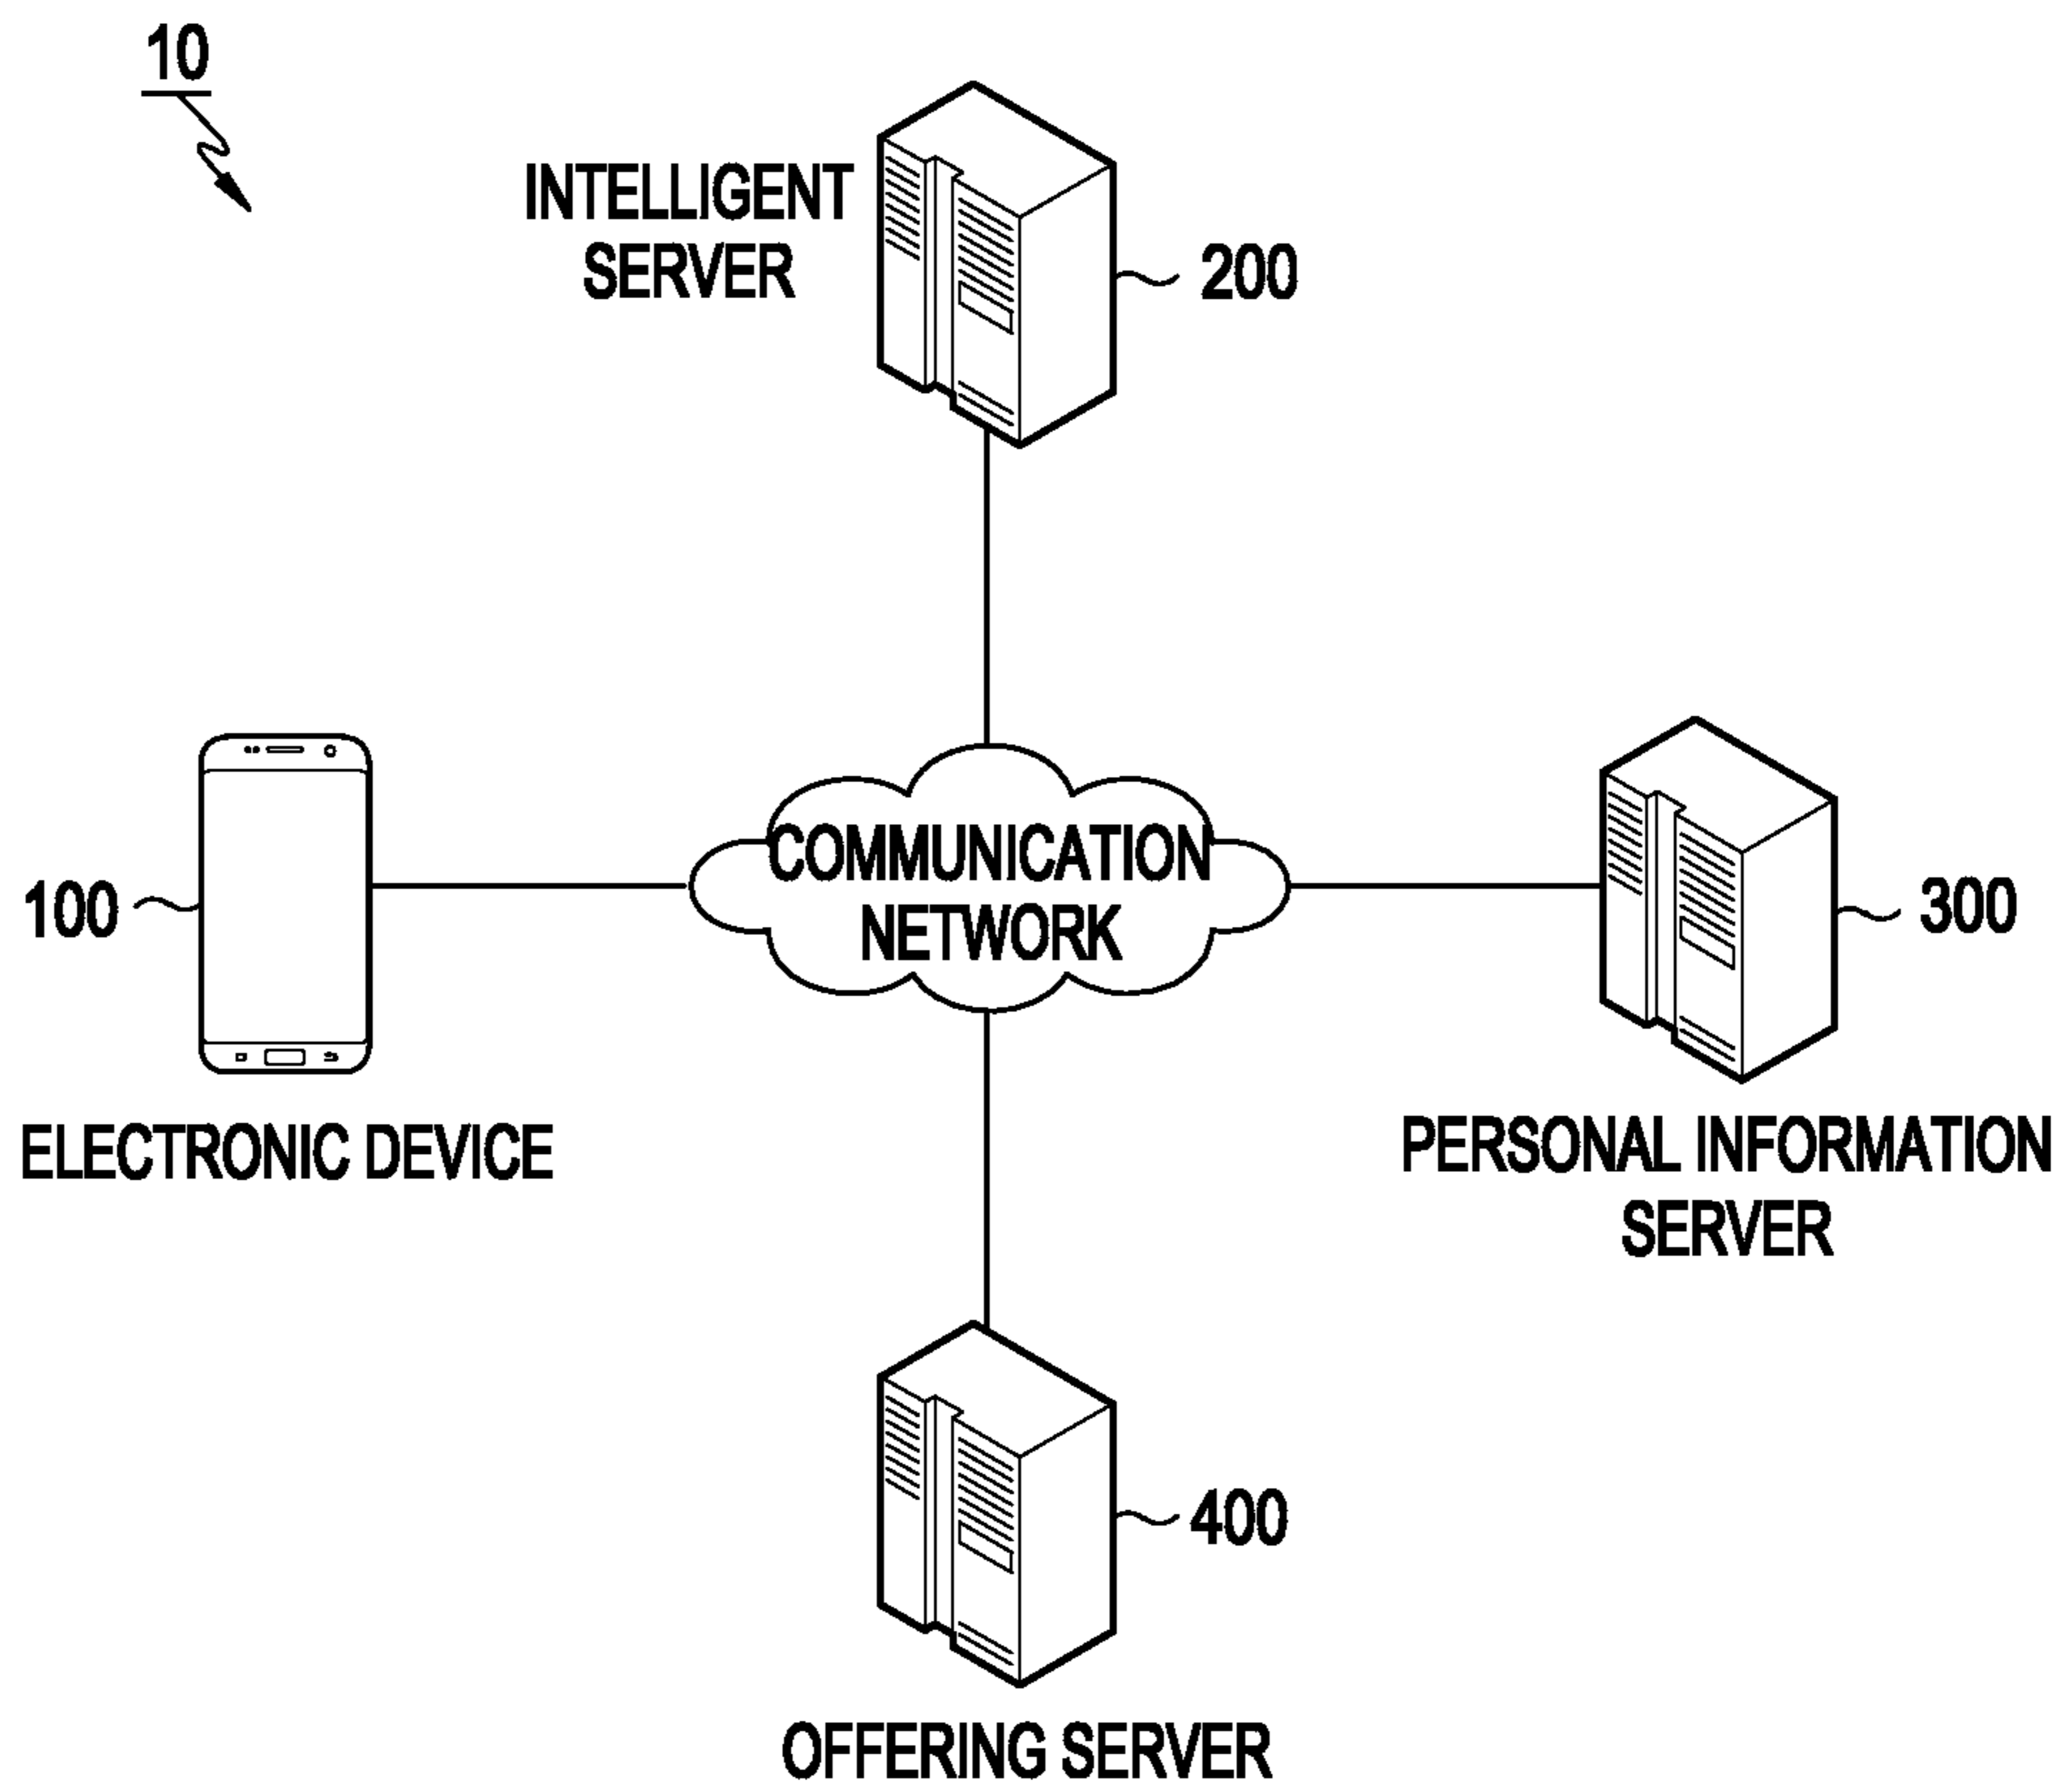 10
INTELLIGENT
SERVER
200
COMMUNICATION
NETWORK
100
ELECTRONIC DEVICE
300
PERSONAL INFORMATION
SERVER
400
OFFERING SERVER